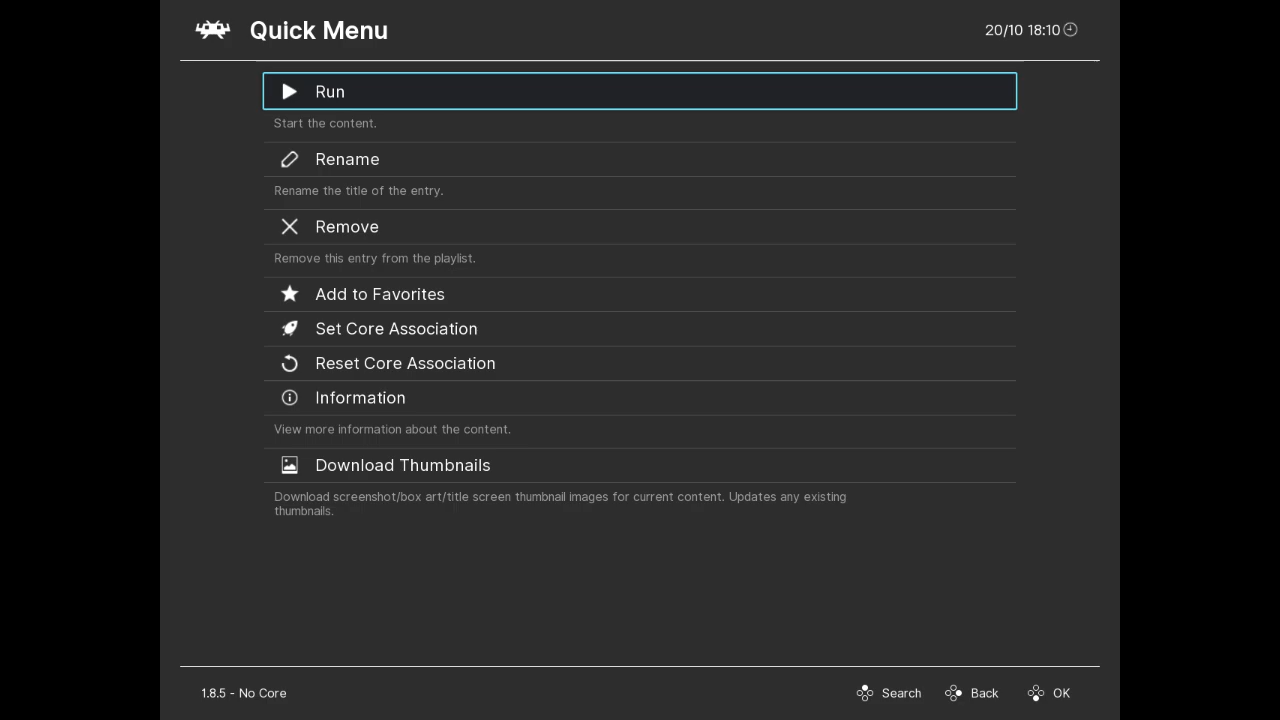 Quick Menu
20/10 18:10
Run
Start the content.
Rename
Rename the title of the entry.
Remove
Remove this entry from the playlist.
Add to Favorites
Set Core Association
Reset Core Association
Information
View more information about the content.
Download Thumbnails
Download screenshot/box art/title screen thumbnail images for current content. Updates any existing
thumbnails.
1.8.5 - No Core
Search
Back
OK